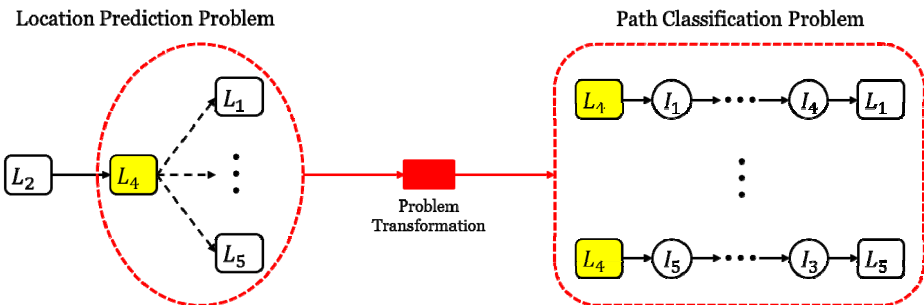 Location Prediction Problem
Path Classification Problem
L₁
L₂
L₄
L₅
Problem
Transformation
L₄ I₁ I₄ L₁
L₄ I₅ I₃ L₅